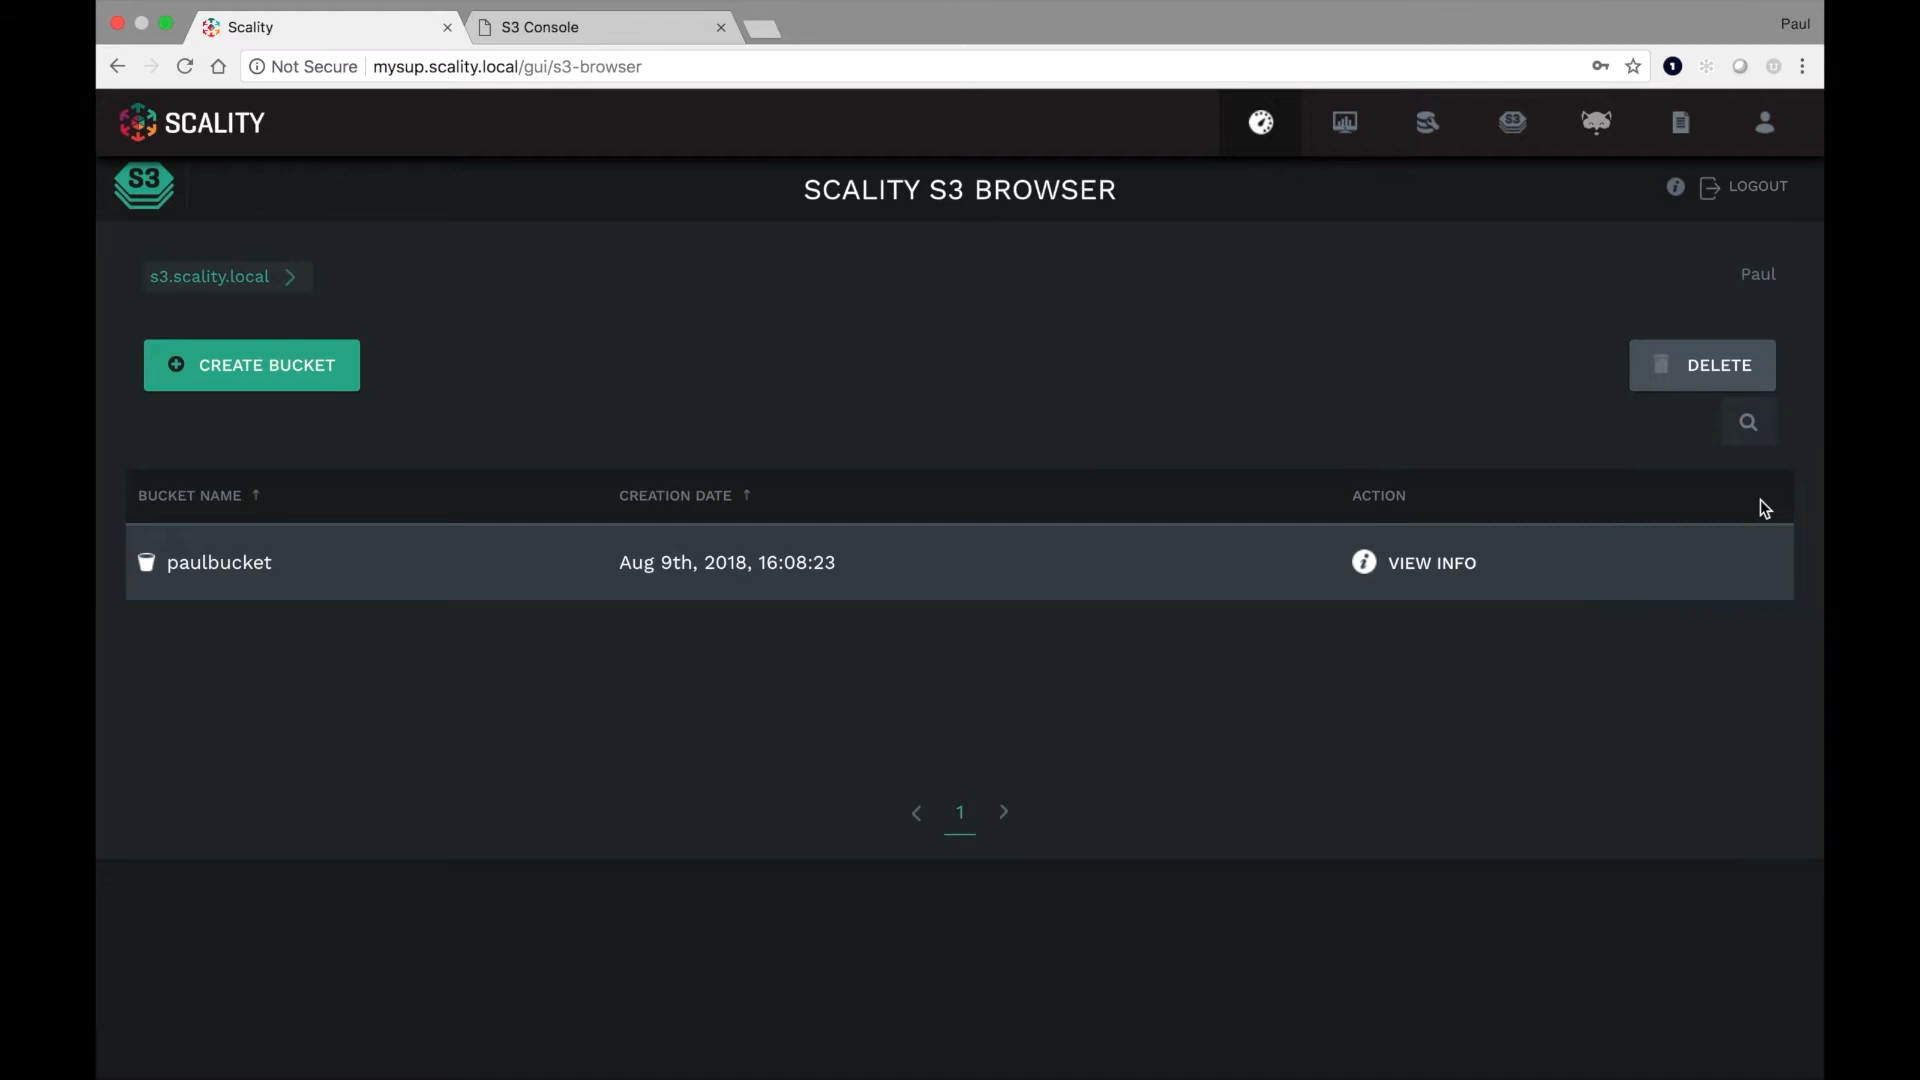 Scality
S3 Console
Paul
Not Secure
mysup.scality.local/gui/s3-browser
1
SCALITY
S3
S3
SCALITY S3 BROWSER
LOGOUT
s3.scality.local
Paul
CREATE BUCKET
DELETE
BUCKET NAME
CREATION DATE
ACTION
paulbucket
Aug 9th, 2018, 16:08:23
VIEW INFO
1